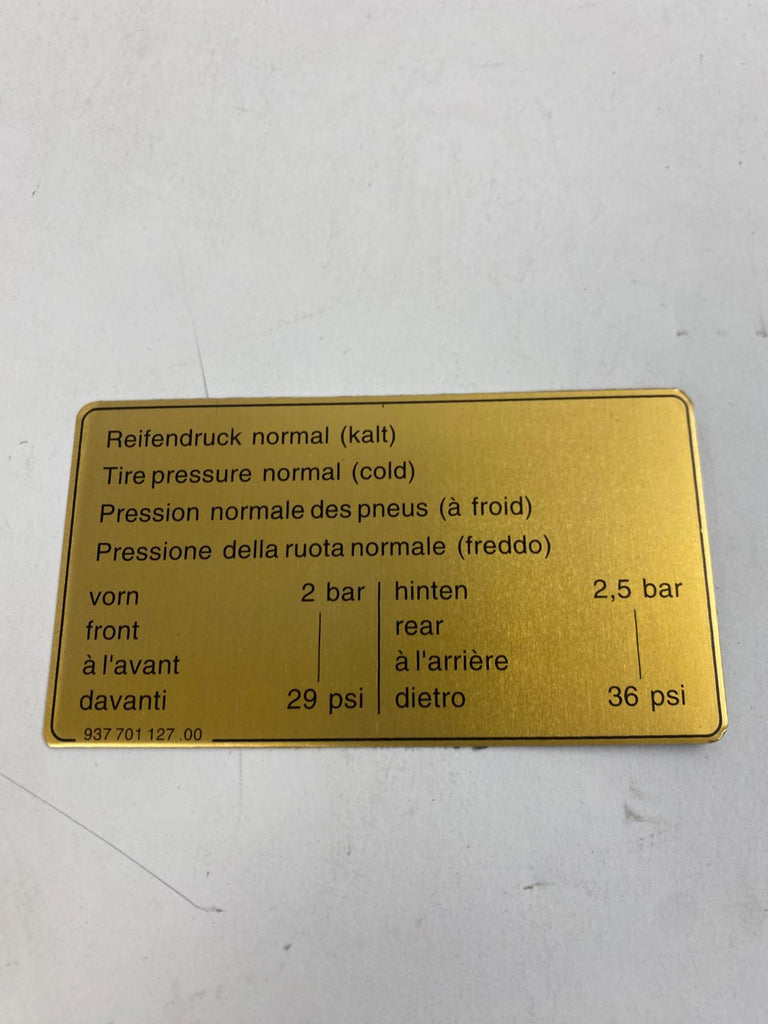 Reifendruck normal (kalt)
Tire pressure normal (cold)
Pression normale des pneus (à froid)
Pressione della ruota normale (freddo)
vorn 2 bar hinten 2,5 bar
front rear
à l'avant à l'arrière
davanti 29 psi dietro 36 psi
937 701 127 .00